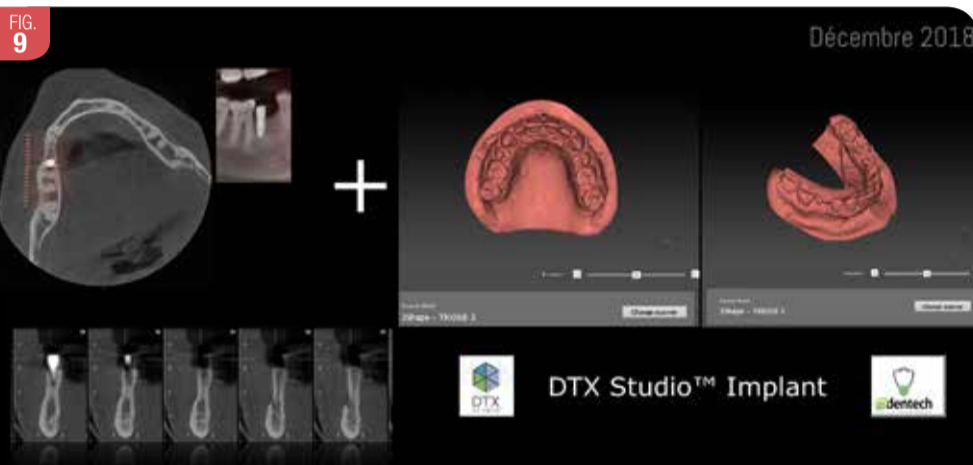 FIG.
9
Décembre 2018
3Shape - TRIOS® 3
3Shape - TRIOS® 3
DTX
DTX Studio™ Implant
dentech